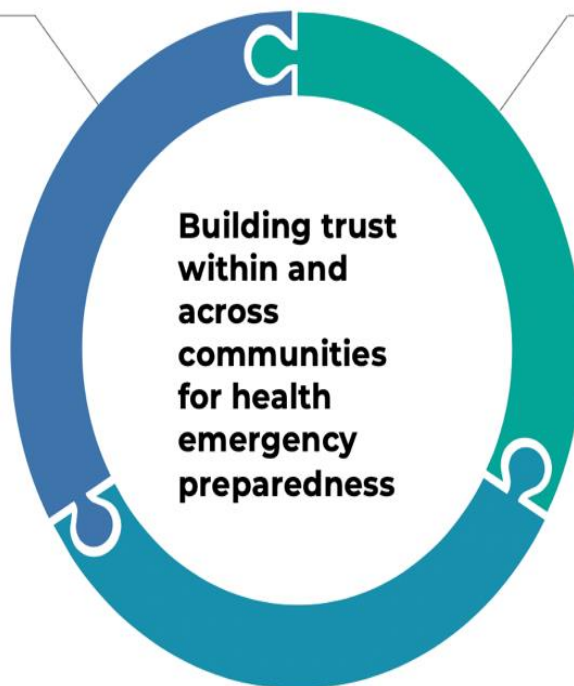 Building trust
within and
across
communities
for health
emergency
preparedness